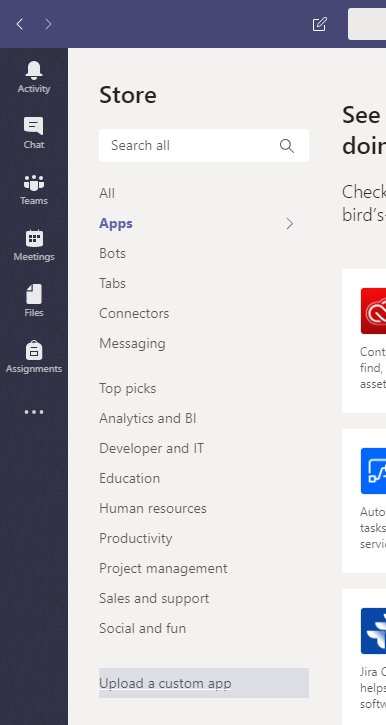 Activity
Chat
Teams
Meetings
Files
Assignments
Store
Search all
All
Apps
Bots
Tabs
Connectors
Messaging
Top picks
Analytics and BI
Developer and IT
Education
Human resources
Productivity
Project management
Sales and support
Social and fun
Upload a custom app
See
doin
Check
bird's-
Cont
find,
asset
Auto
tasks
servic
Jira C
helps
softw